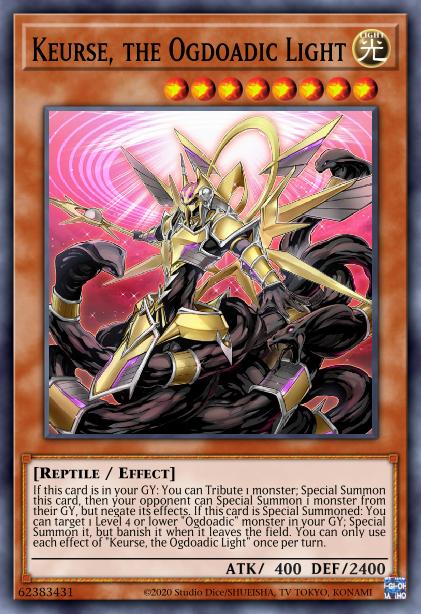 Keurse, the Ogdoadic Light
LIGHT
光
[Reptile / Effect]
If this card is in your GY: You can Tribute 1 monster; Special Summon
this card, then your opponent can Special Summon 1 monster from
their GY, but negate its effects. If this card is Special Summoned: You
can target 1 Level 4 or lower "Ogdoadic" monster in your GY; Special
Summon it, but banish it when it leaves the field. You can only use
each effect of "Keurse, the Ogdoadic Light" once per turn.
ATK/ 400 DEF/2400
62383431 ©2020 Studio Dice/SHUEISHA, TV TOKYO, KONAMI